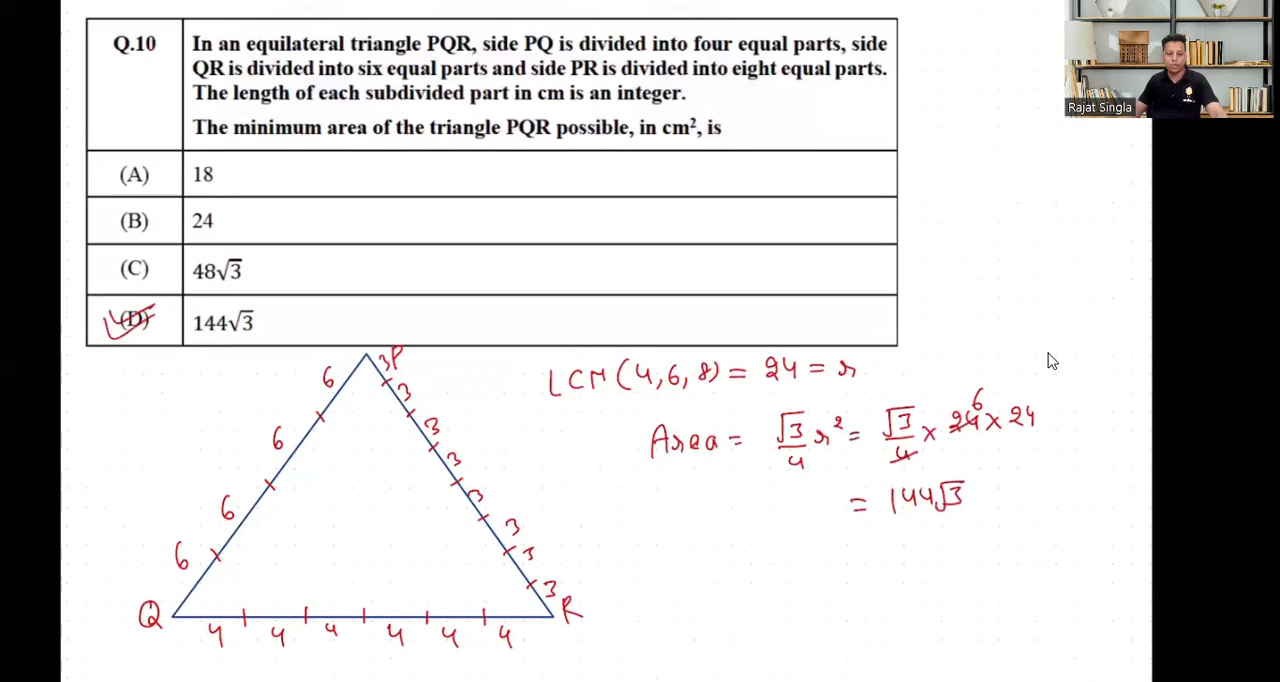 Q.10
In an equilateral triangle PQR, side PQ is divided into four equal parts, side
QR is divided into six equal parts and side PR is divided into eight equal parts.
The length of each subdivided part in cm is an integer.
The minimum area of the triangle PQR possible, in cm², is
(A) 18
(B) 24
(C) 48√3
(D) 144√3
Rajat Singla
LCM (4,6,8) = 24 = r
Area = √3/4 r² = √3/4 × 24 6 × 24
= 144√3
P
Q
R
6
6
6
6
3
3
3
3
3
3
3
3
4 4 4 4 4 4